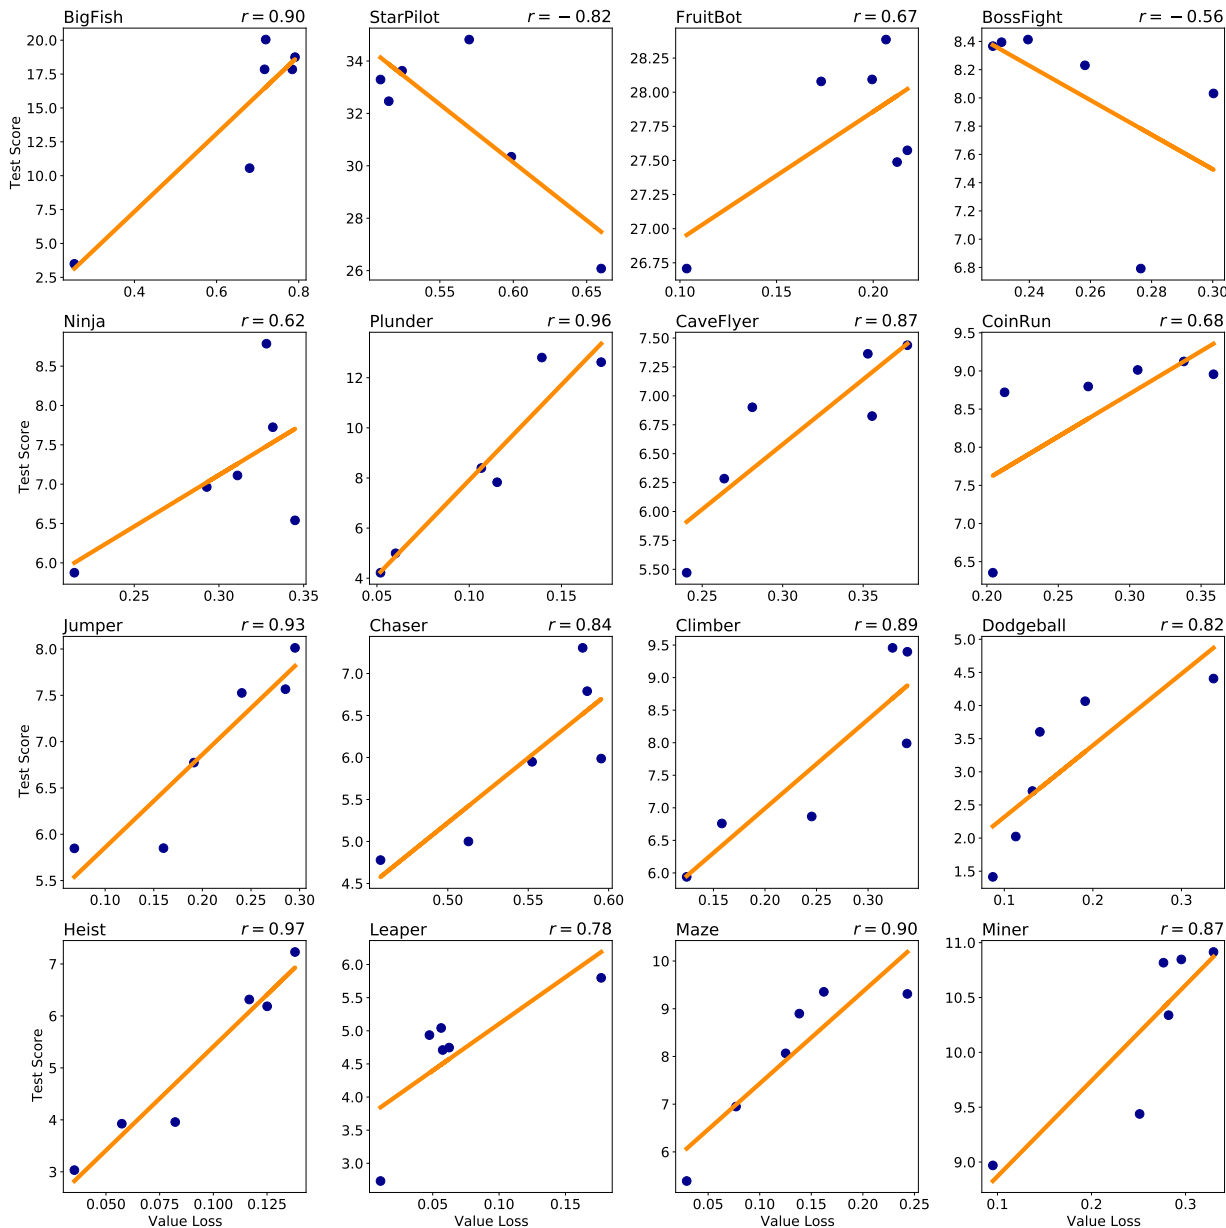 BigFish r = 0.90
StarPilot r = − 0.82
FruitBot r = 0.67
BossFight r = − 0.56
Test Score
20.0
17.5
15.0
12.5
10.0
7.5
5.0
2.5
0.4 0.6 0.8
34
32
30
28
26
0.55 0.60 0.65
28.25
28.00
27.75
27.50
27.25
27.00
26.75
0.10 0.15 0.20
8.4
8.2
8.0
7.8
7.6
7.4
7.2
7.0
6.8
0.24 0.26 0.28 0.30
Ninja r = 0.62
Plunder r = 0.96
CaveFlyer r = 0.87
CoinRun r = 0.68
Test Score
8.5
8.0
7.5
7.0
6.5
6.0
0.25 0.30 0.35
12
10
8
6
4
0.05 0.10 0.15
7.50
7.25
7.00
6.75
6.50
6.25
6.00
5.75
5.50
0.25 0.30 0.35
9.5
9.0
8.5
8.0
7.5
7.0
6.5
0.20 0.25 0.30 0.35
Jumper r = 0.93
Chaser r = 0.84
Climber r = 0.89
Dodgeball r = 0.82
Test Score
8.0
7.5
7.0
6.5
6.0
5.5
0.10 0.15 0.20 0.25 0.30
7.0
6.5
6.0
5.5
5.0
4.5
0.50 0.55 0.60
9.5
9.0
8.5
8.0
7.5
7.0
6.5
6.0
0.15 0.20 0.25 0.30
5.0
4.5
4.0
3.5
3.0
2.5
2.0
1.5
0.1 0.2 0.3
Heist r = 0.97
Leaper r = 0.78
Maze r = 0.90
Miner r = 0.87
Test Score
7
6
5
4
3
0.050 0.075 0.100 0.125
Value Loss
6.0
5.5
5.0
4.5
4.0
3.5
3.0
0.05 0.10 0.15
Value Loss
10
9
8
7
6
0.05 0.10 0.15 0.20 0.25
Value Loss
11.0
10.5
10.0
9.5
9.0
0.1 0.2 0.3
Value Loss